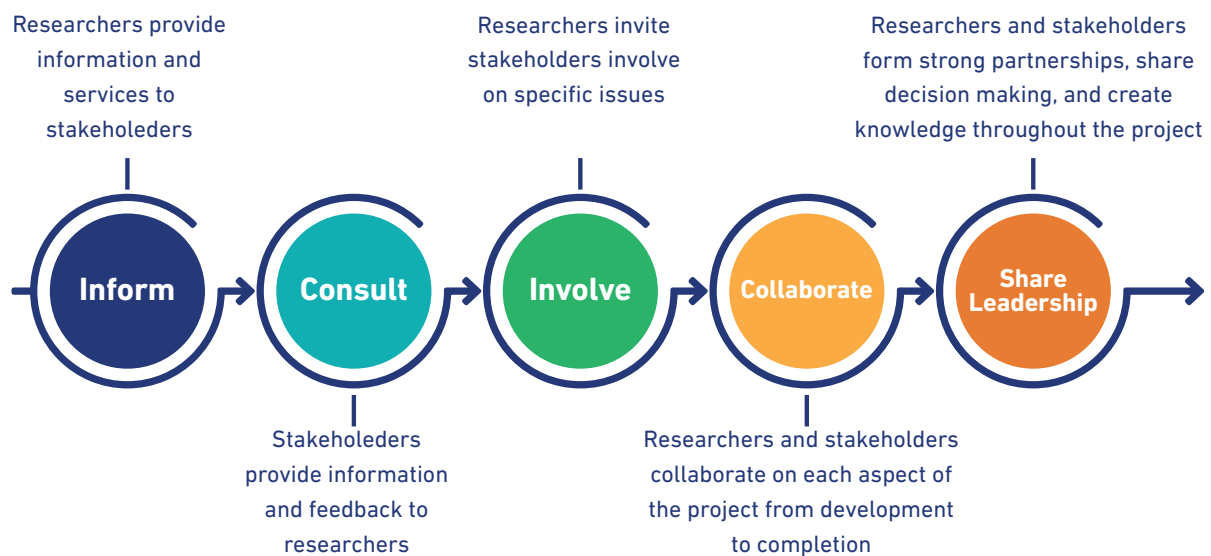 Researchers provide
information and
services to
stakeholeders
Inform
Consult
Stakeholeders
provide information
and feedback to
researchers
Researchers invite
stakeholders involve
on specific issues
Involve
Collaborate
Researchers and stakeholders
collaborate on each aspect of
the project from development
to completion
Researchers and stakeholders
form strong partnerships, share
decision making, and create
knowledge throughout the project
Share
Leadership